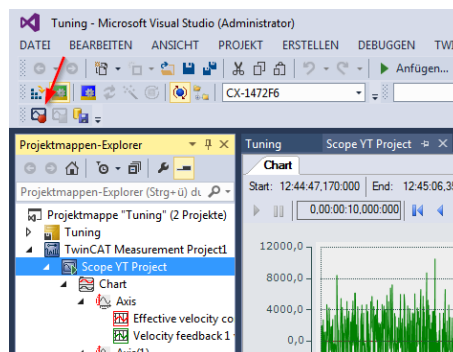 Tuning - Microsoft Visual Studio (Administrator)
DATEI BEARBEITEN ANSICHT PROJEKT ERSTELLEN DEBUGGEN TWI
Anfügen...
CX-1472F6
Projektmappen-Explorer
Projektmappen-Explorer (Strg+ü) du
Projektmappe "Tuning" (2 Projekte)
Tuning
TwinCAT Measurement Project1
Scope YT Project
Chart
Axis
Effective velocity co
Velocity feedback 1
Axis(1)
Tuning Scope YT Project
Chart
Start: 12:44:47,170:000 End: 12:45:06,35
0,00:00:10,000:000
12000,0
8000,0
4000,0
0,0